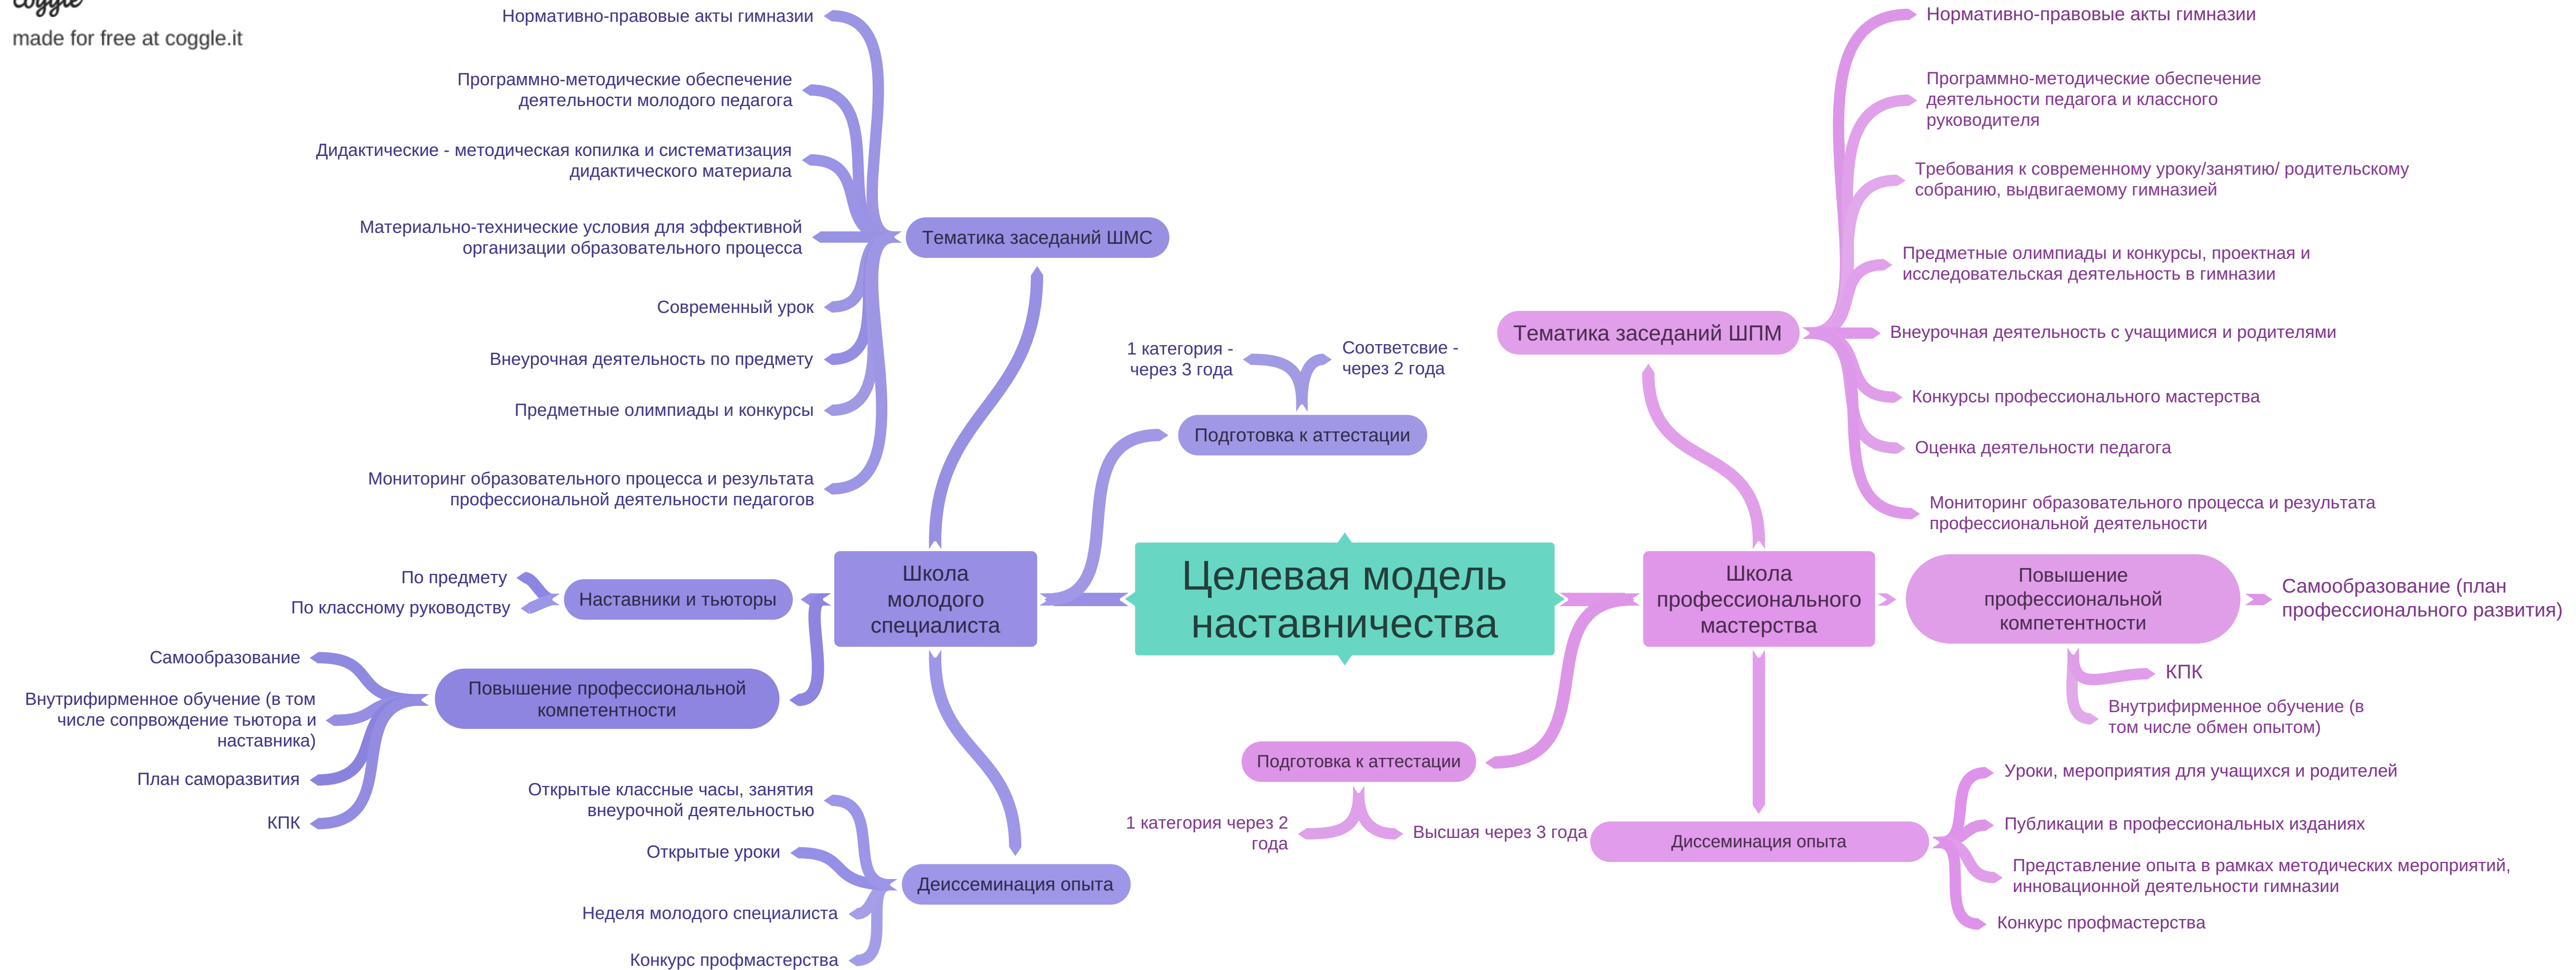 coggle
made for free at coggle.it
Нормативно-правовые акты гимназии
Программно-методические обеспечение
деятельности молодого педагога
Дидактические - методическая копилка и систематизация
дидактического материала
Материально-технические условия для эффективной
организации образовательного процесса
Современный урок
Внеурочная деятельность по предмету
Предметные олимпиады и конкурсы
Мониторинг образовательного процесса и результата
профессиональной деятельности педагогов
Тематика заседаний ШМС
1 категория -
через 3 года
Соответсвие -
через 2 года
Подготовка к аттестации
Школа
молодого
специалиста
Наставники и тьюторы
По предмету
По классному руководству
Повышение профессиональной
компетентности
Самообразование
Внутрифирменное обучение (в том
числе сопрвождение тьютора и
наставника)
План саморазвития
КПК
Открытые классные часы, занятия
внеурочной деятельностью
Открытые уроки
Неделя молодого специалиста
Конкурс профмастерства
Деиссеминация опыта
Целевая модель
наставничества
Тематика заседаний ШПМ
Нормативно-правовые акты гимназии
Программно-методические обеспечение
деятельности педагога и классного
руководителя
Требования к современному уроку/занятию/ родительскому
собранию, выдвигаемому гимназией
Предметные олимпиады и конкурсы, проектная и
исследовательская деятельность в гимназии
Внеурочная деятельность с учащимися и родителями
Конкурсы профессионального мастерства
Оценка деятельности педагога
Мониторинг образовательного процесса и результата
профессиональной деятельности
Школа
профессионального
мастерства
Повышение
профессиональной
компетентности
Самообразование (план
профессионального развития)
КПК
Внутрифирменное обучение (в
том числе обмен опытом)
Подготовка к аттестации
1 категория через 2
года
Высшая через 3 года
Диссеминация опыта
Уроки, мероприятия для учащихся и родителей
Публикации в профессиональных изданиях
Представление опыта в рамках методических мероприятий,
инновационной деятельности гимназии
Конкурс профмастерства